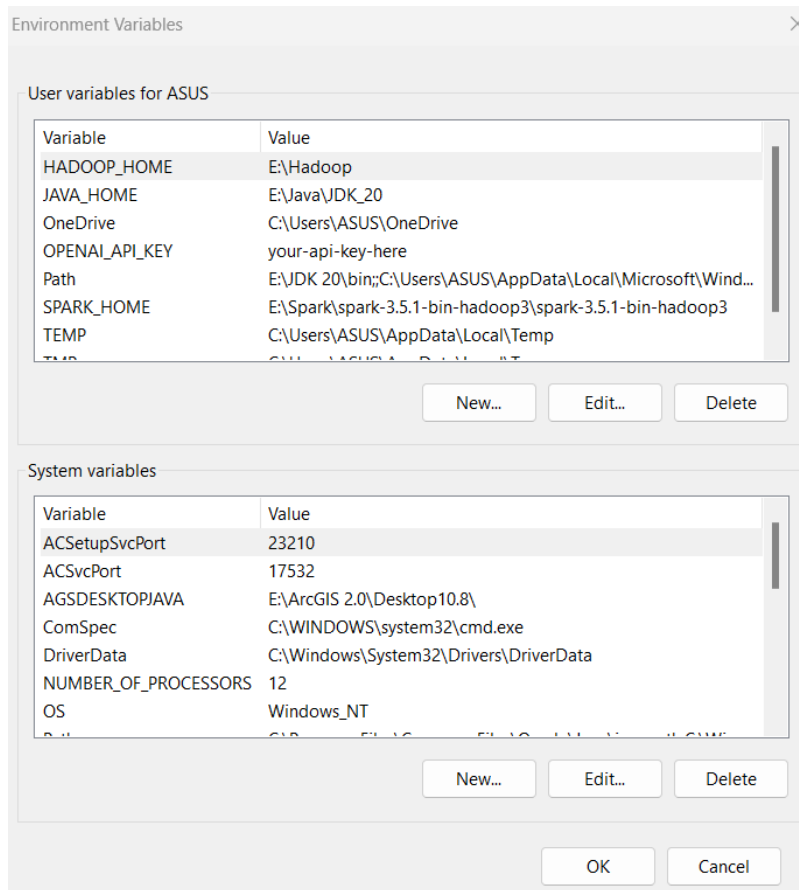 Environment Variables
User variables for ASUS
Variable Value
HADOOP_HOME E:\Hadoop
JAVA_HOME E:\Java\JDK_20
OneDrive C:\Users\ASUS\OneDrive
OPENAI_API_KEY your-api-key-here
Path E:\JDK 20\bin;;C:\Users\ASUS\AppData\Local\Microsoft\Wind...
SPARK_HOME E:\Spark\spark-3.5.1-bin-hadoop3\spark-3.5.1-bin-hadoop3
TEMP C:\Users\ASUS\AppData\Local\Temp
New... Edit... Delete
System variables
Variable Value
ACSetupSvcPort 23210
ACSvcPort 17532
AGSDESKTOPJAVA E:\ArcGIS 2.0\Desktop10.8\
ComSpec C:\WINDOWS\system32\cmd.exe
DriverData C:\Windows\System32\Drivers\DriverData
NUMBER_OF_PROCESSORS 12
OS Windows_NT
New... Edit... Delete
OK Cancel